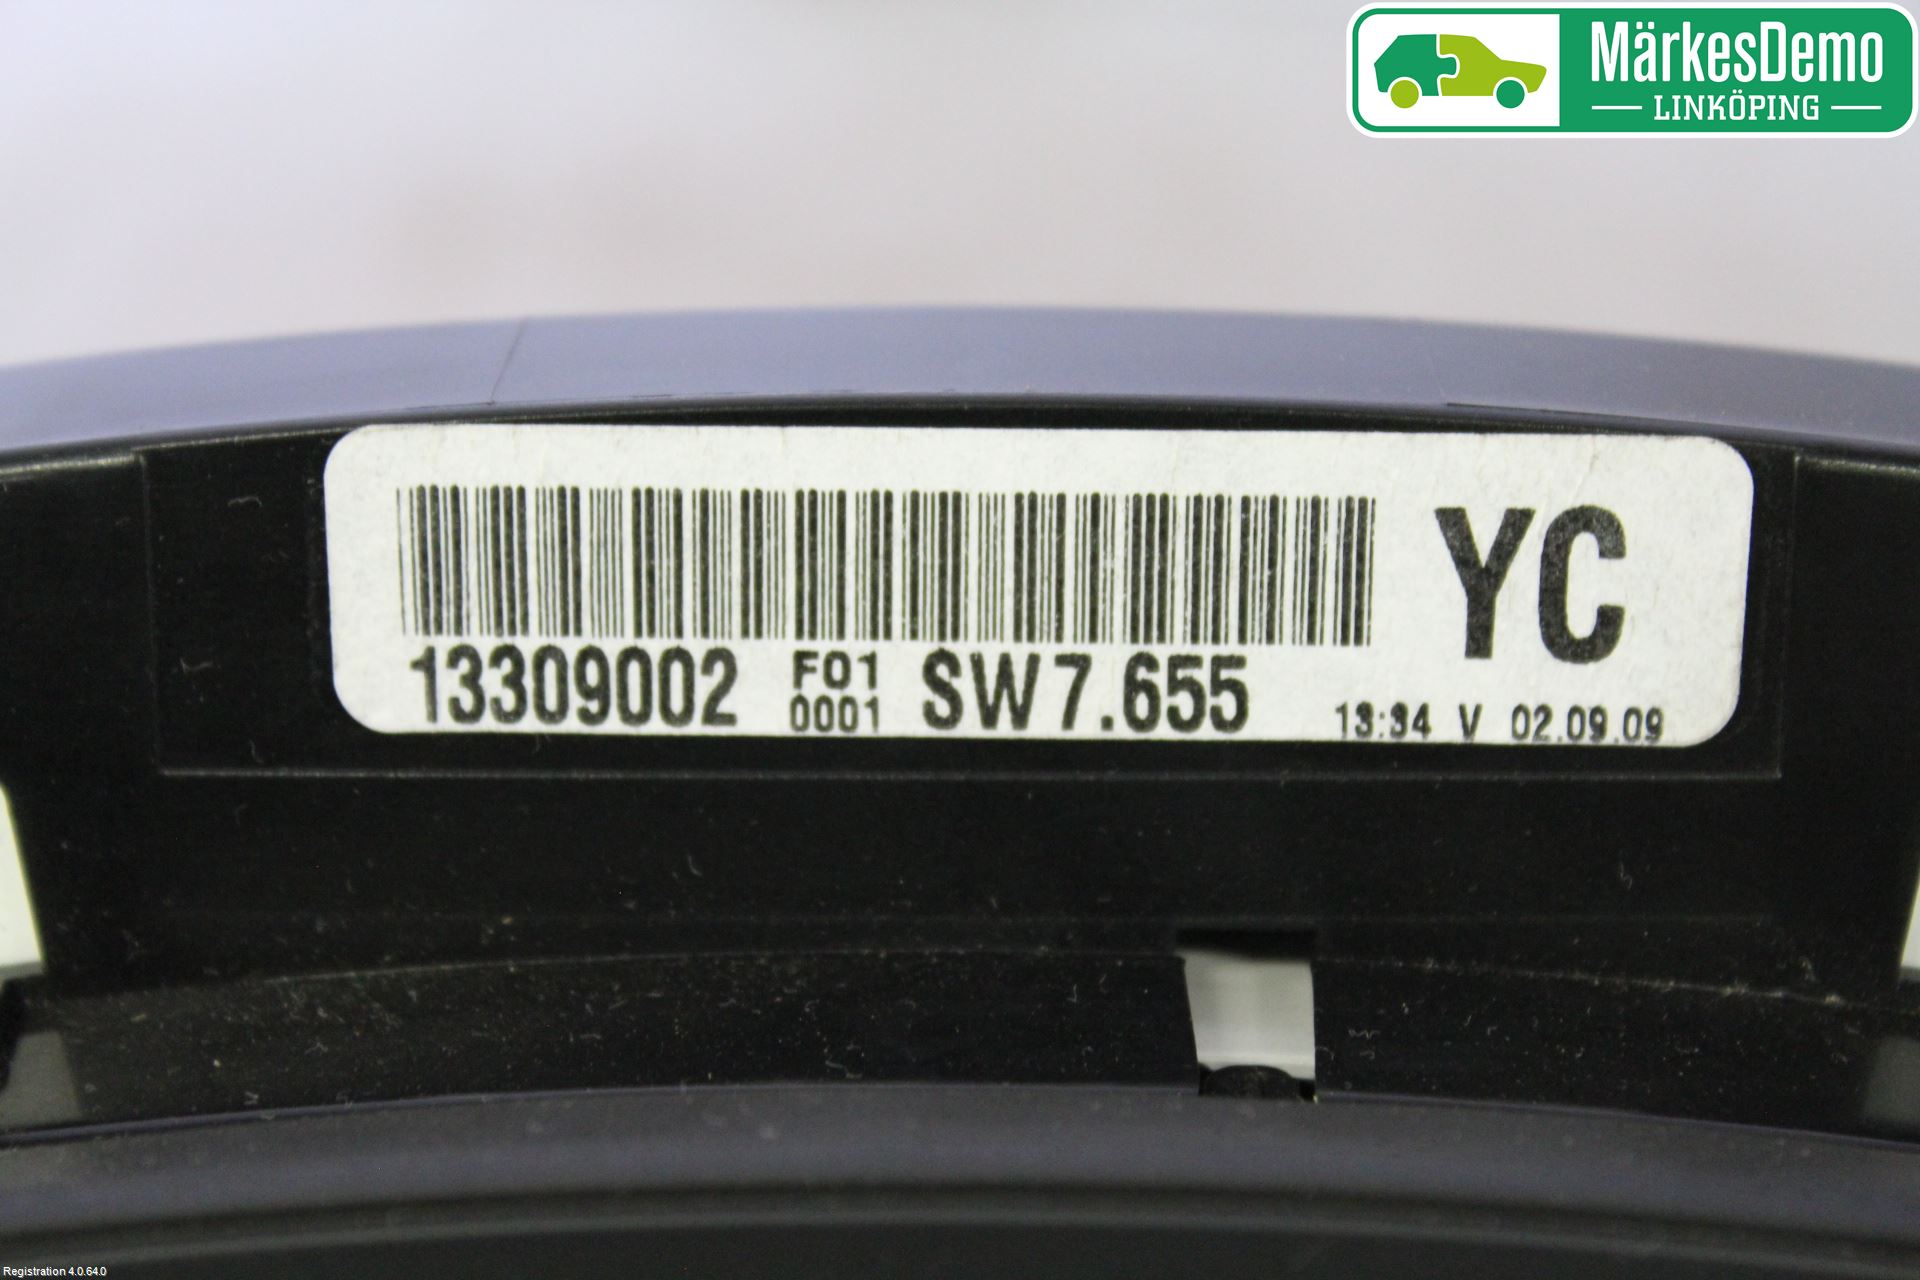 MärkesDemo
LINKÖPING
YC
13309002 F01 0001 SW7.655 13:34 V 02.09.09
Registration 4.0.64.0